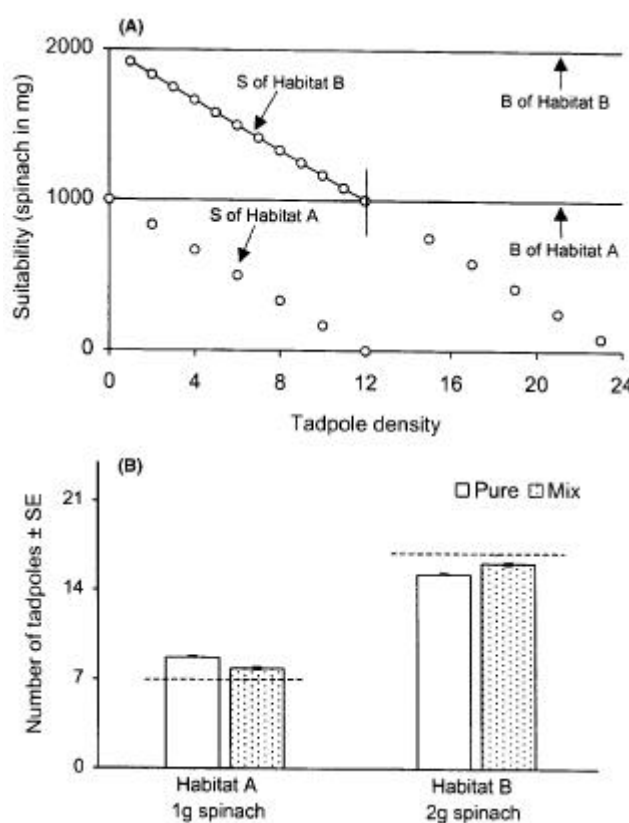 (A)
2000
1000
0
Suitability (spinach in mg)
S of Habitat B
B of Habitat B
S of Habitat A
B of Habitat A
0 4 8 12 16 20 24
Tadpole density
(B)
Pure Mix
21
14
7
0
Number of tadpoles ± SE
Habitat A Habitat B
1g spinach 2g spinach